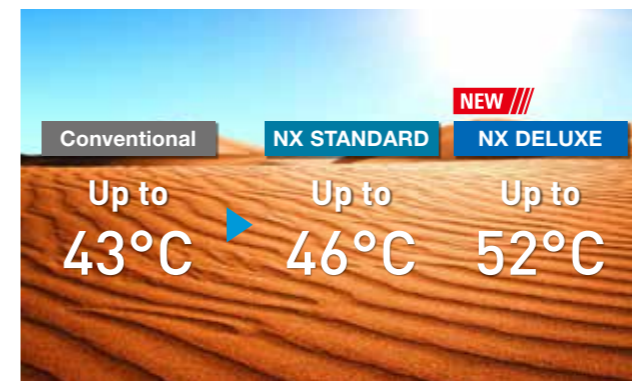 NEW
Conventional NX STANDARD NX DELUXE
Up to Up to Up to
43°C 46°C 52°C